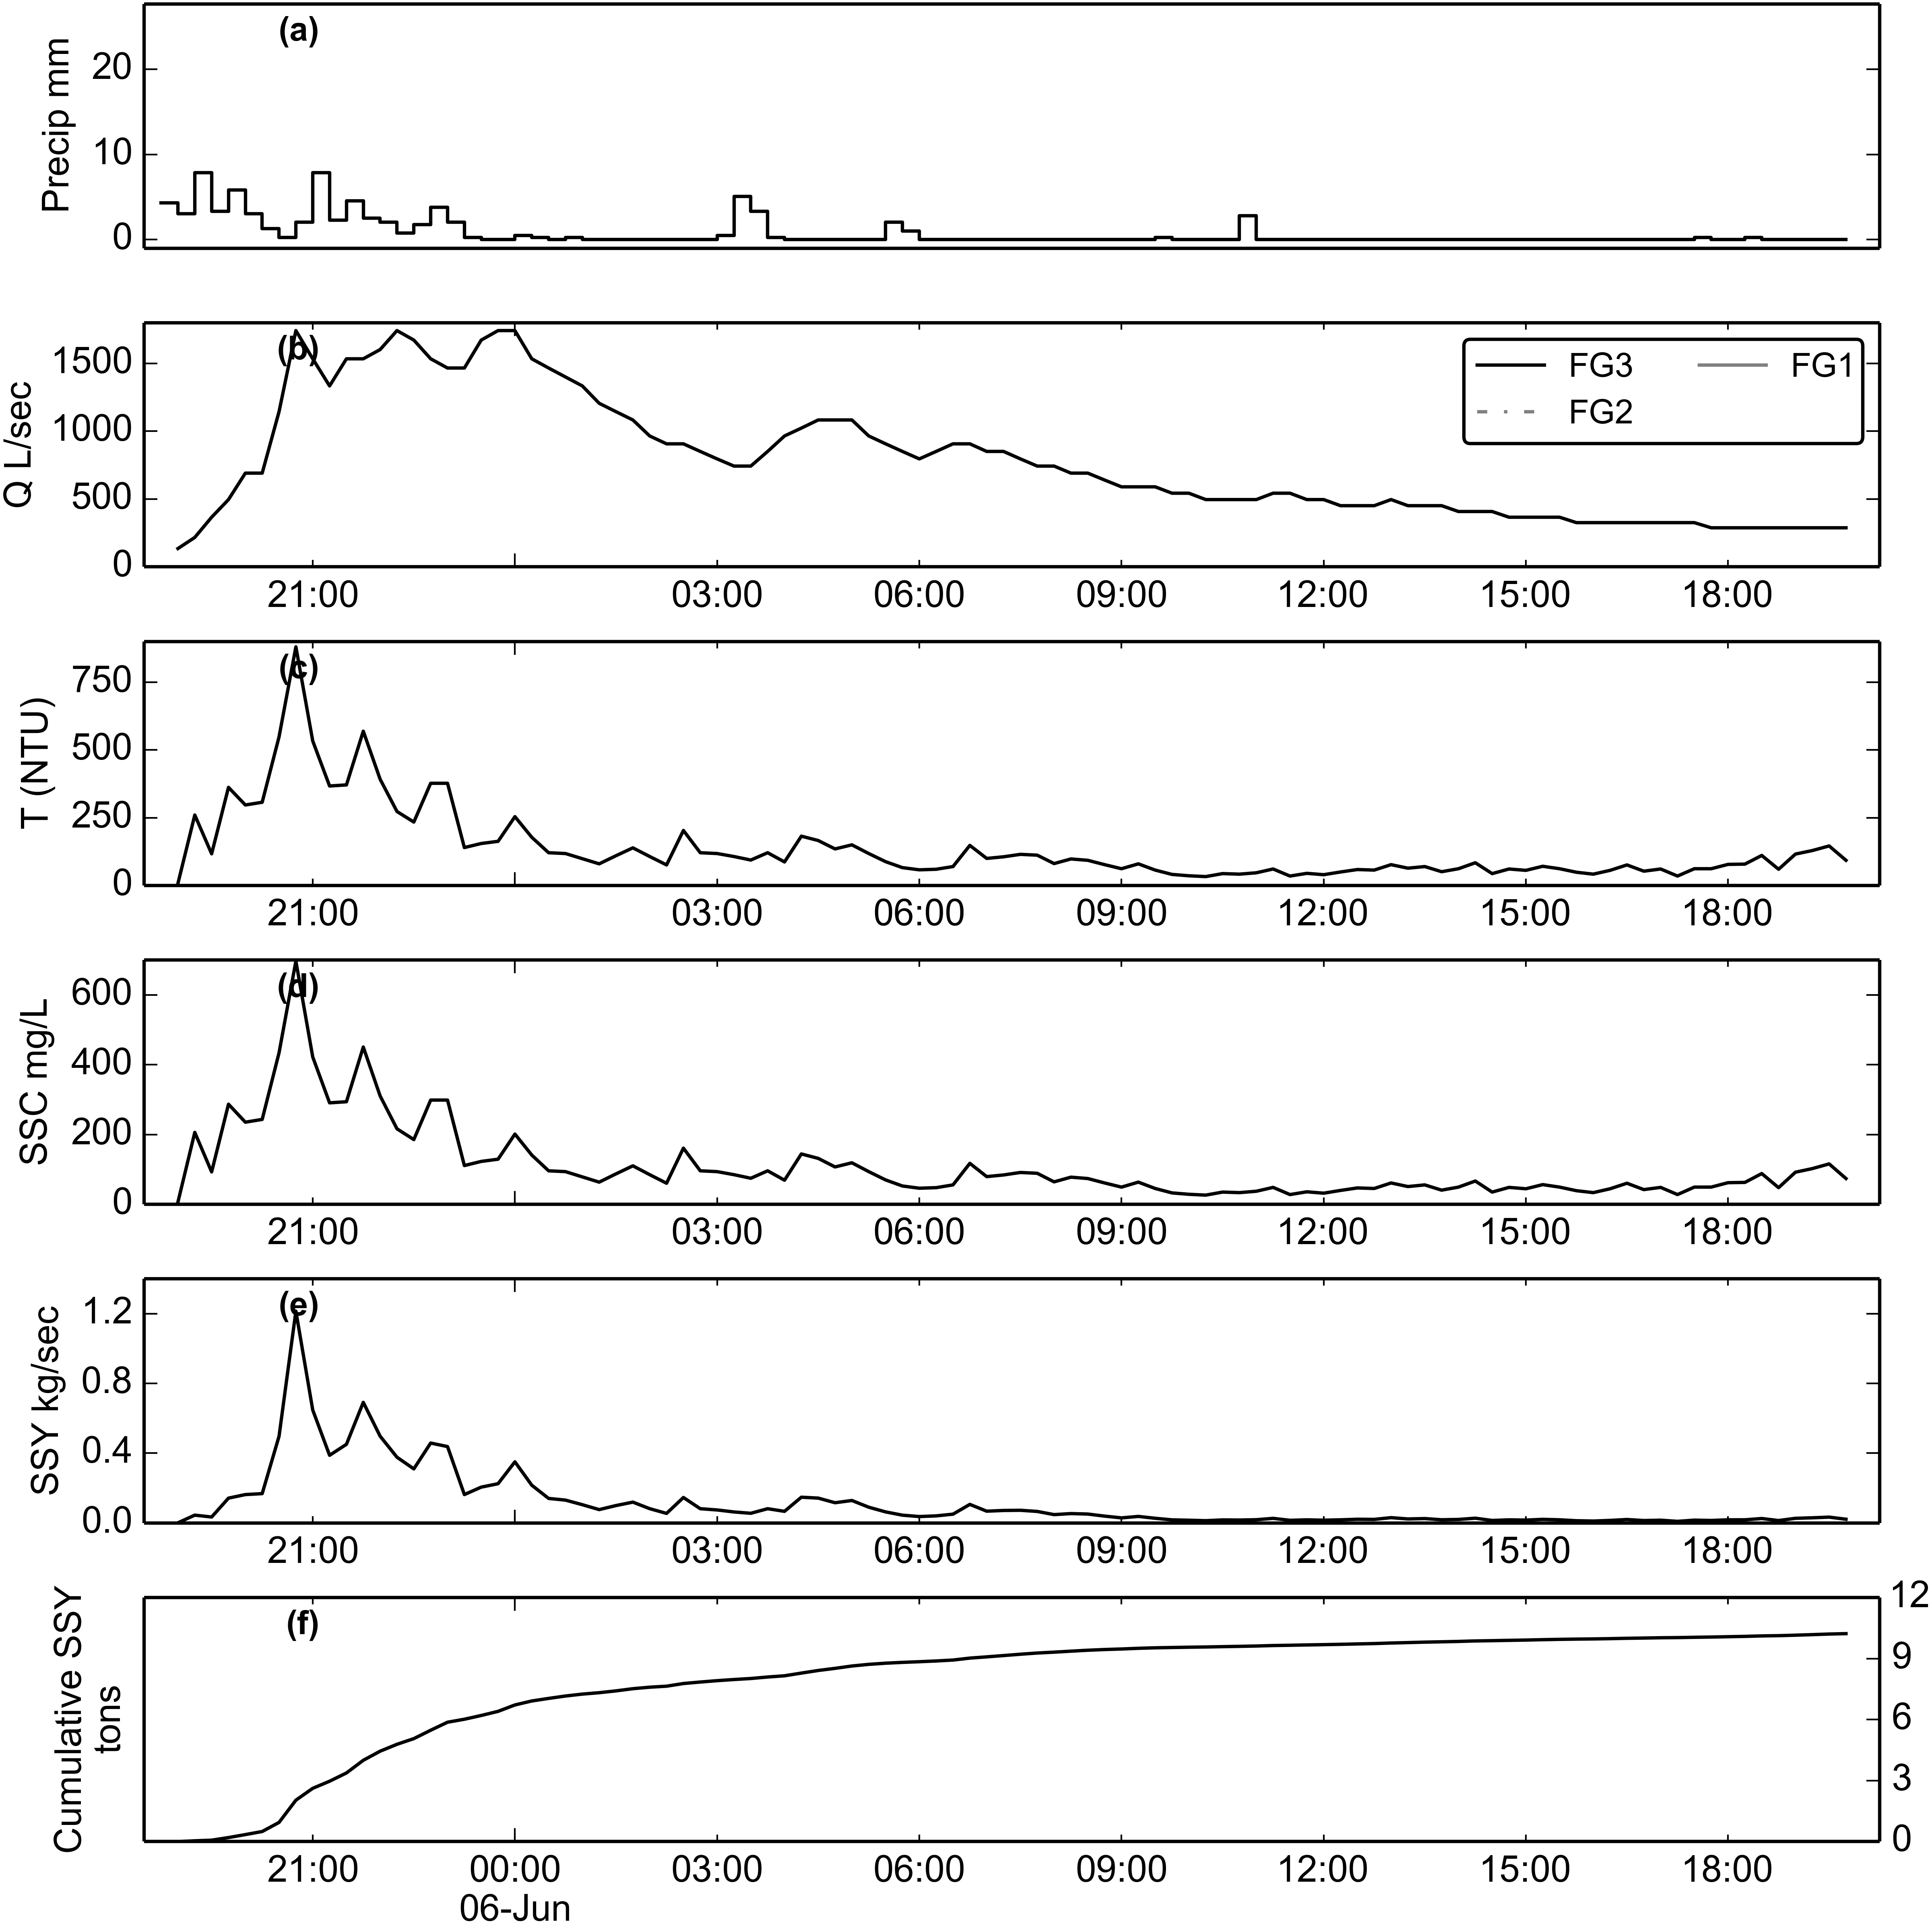 (a)
Precip mm
20
10
0
(b)
Q L/sec
1500
1000
500
0
FG3
FG1
FG2
21:00 03:00 06:00 09:00 12:00 15:00 18:00
(c)
T (NTU)
750
500
250
0
21:00 03:00 06:00 09:00 12:00 15:00 18:00
(d)
SSC mg/L
600
400
200
0
21:00 03:00 06:00 09:00 12:00 15:00 18:00
(e)
SSY kg/sec
1.2
0.8
0.4
0.0
21:00 03:00 06:00 09:00 12:00 15:00 18:00
(f)
Cumulative SSY
tons
12
9
6
3
0
21:00 00:00 03:00 06:00 09:00 12:00 15:00 18:00
06-Jun